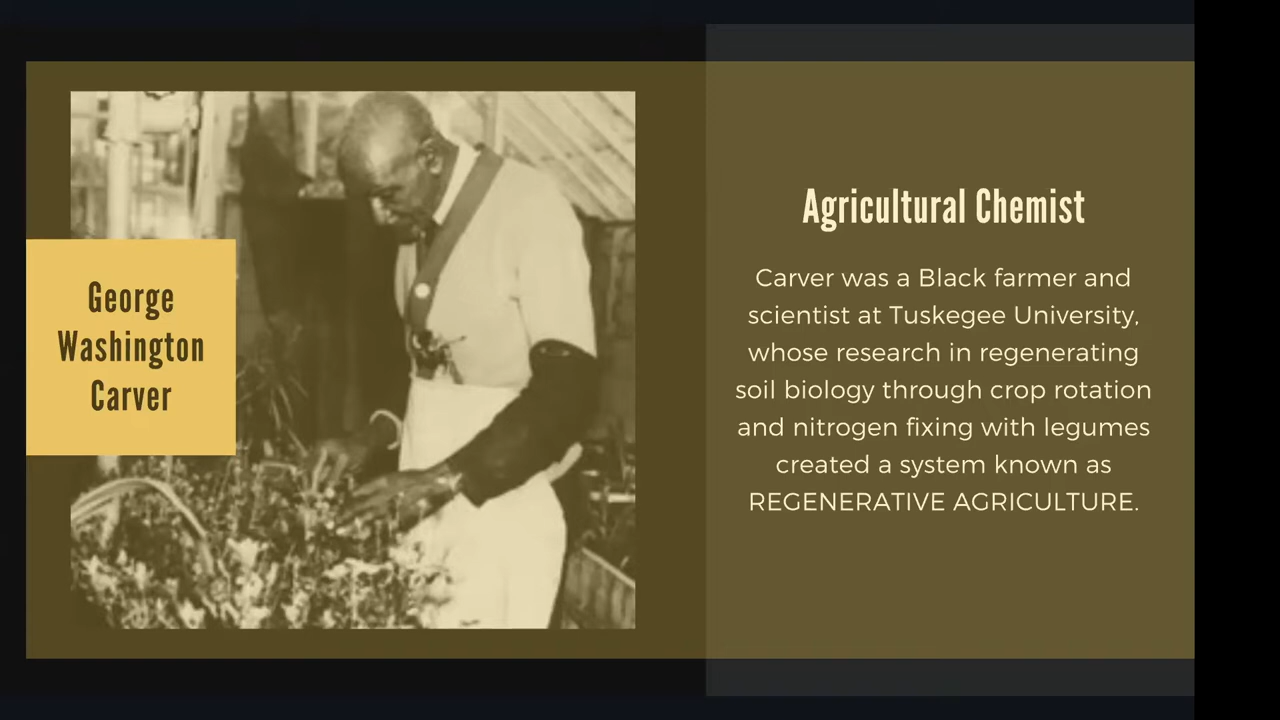 George
Washington
Carver
Agricultural Chemist
Carver was a Black farmer and
scientist at Tuskegee University,
whose research in regenerating
soil biology through crop rotation
and nitrogen fixing with legumes
created a system known as
REGENERATIVE AGRICULTURE.